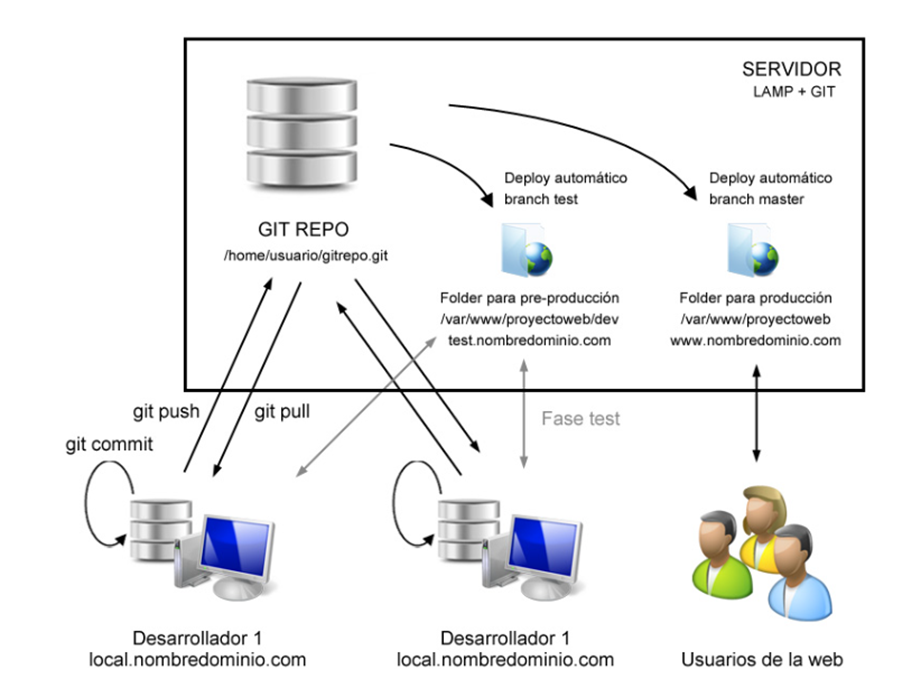 SERVIDOR
LAMP + GIT
Deploy automático
branch test
Deploy automático
branch master
GIT REPO
/home/usuario/gitrepo.git
Folder para pre-producción
/var/www/proyectoweb/dev
test.nombredominio.com
Folder para producción
/var/www/proyectoweb
www.nombredominio.com
git push
git pull
Fase test
git commit
Desarrollador 1
local.nombredominio.com
Desarrollador 1
local.nombredominio.com
Usuarios de la web